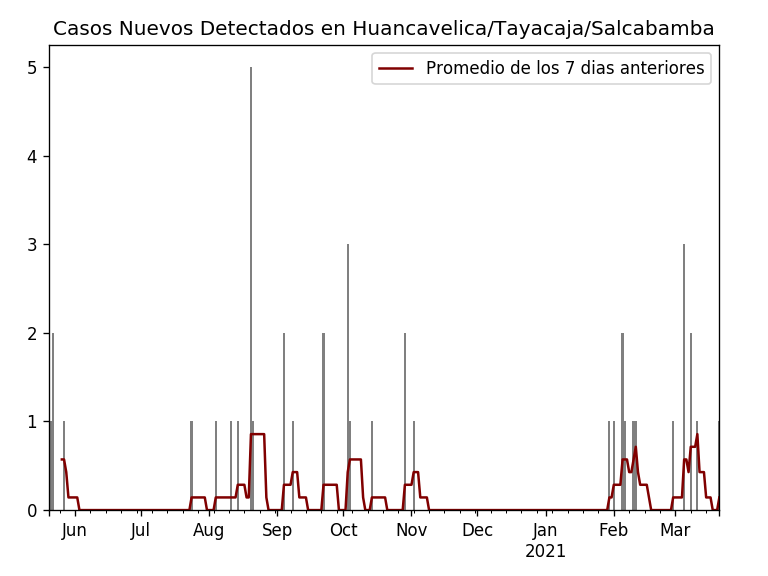 Casos Nuevos Detectados en Huancavelica/Tayacaja/Salcabamba
Promedio de los 7 dias anteriores
5
4
3
2
1
0
Jun Jul Aug Sep Oct Nov Dec Jan Feb Mar
2021